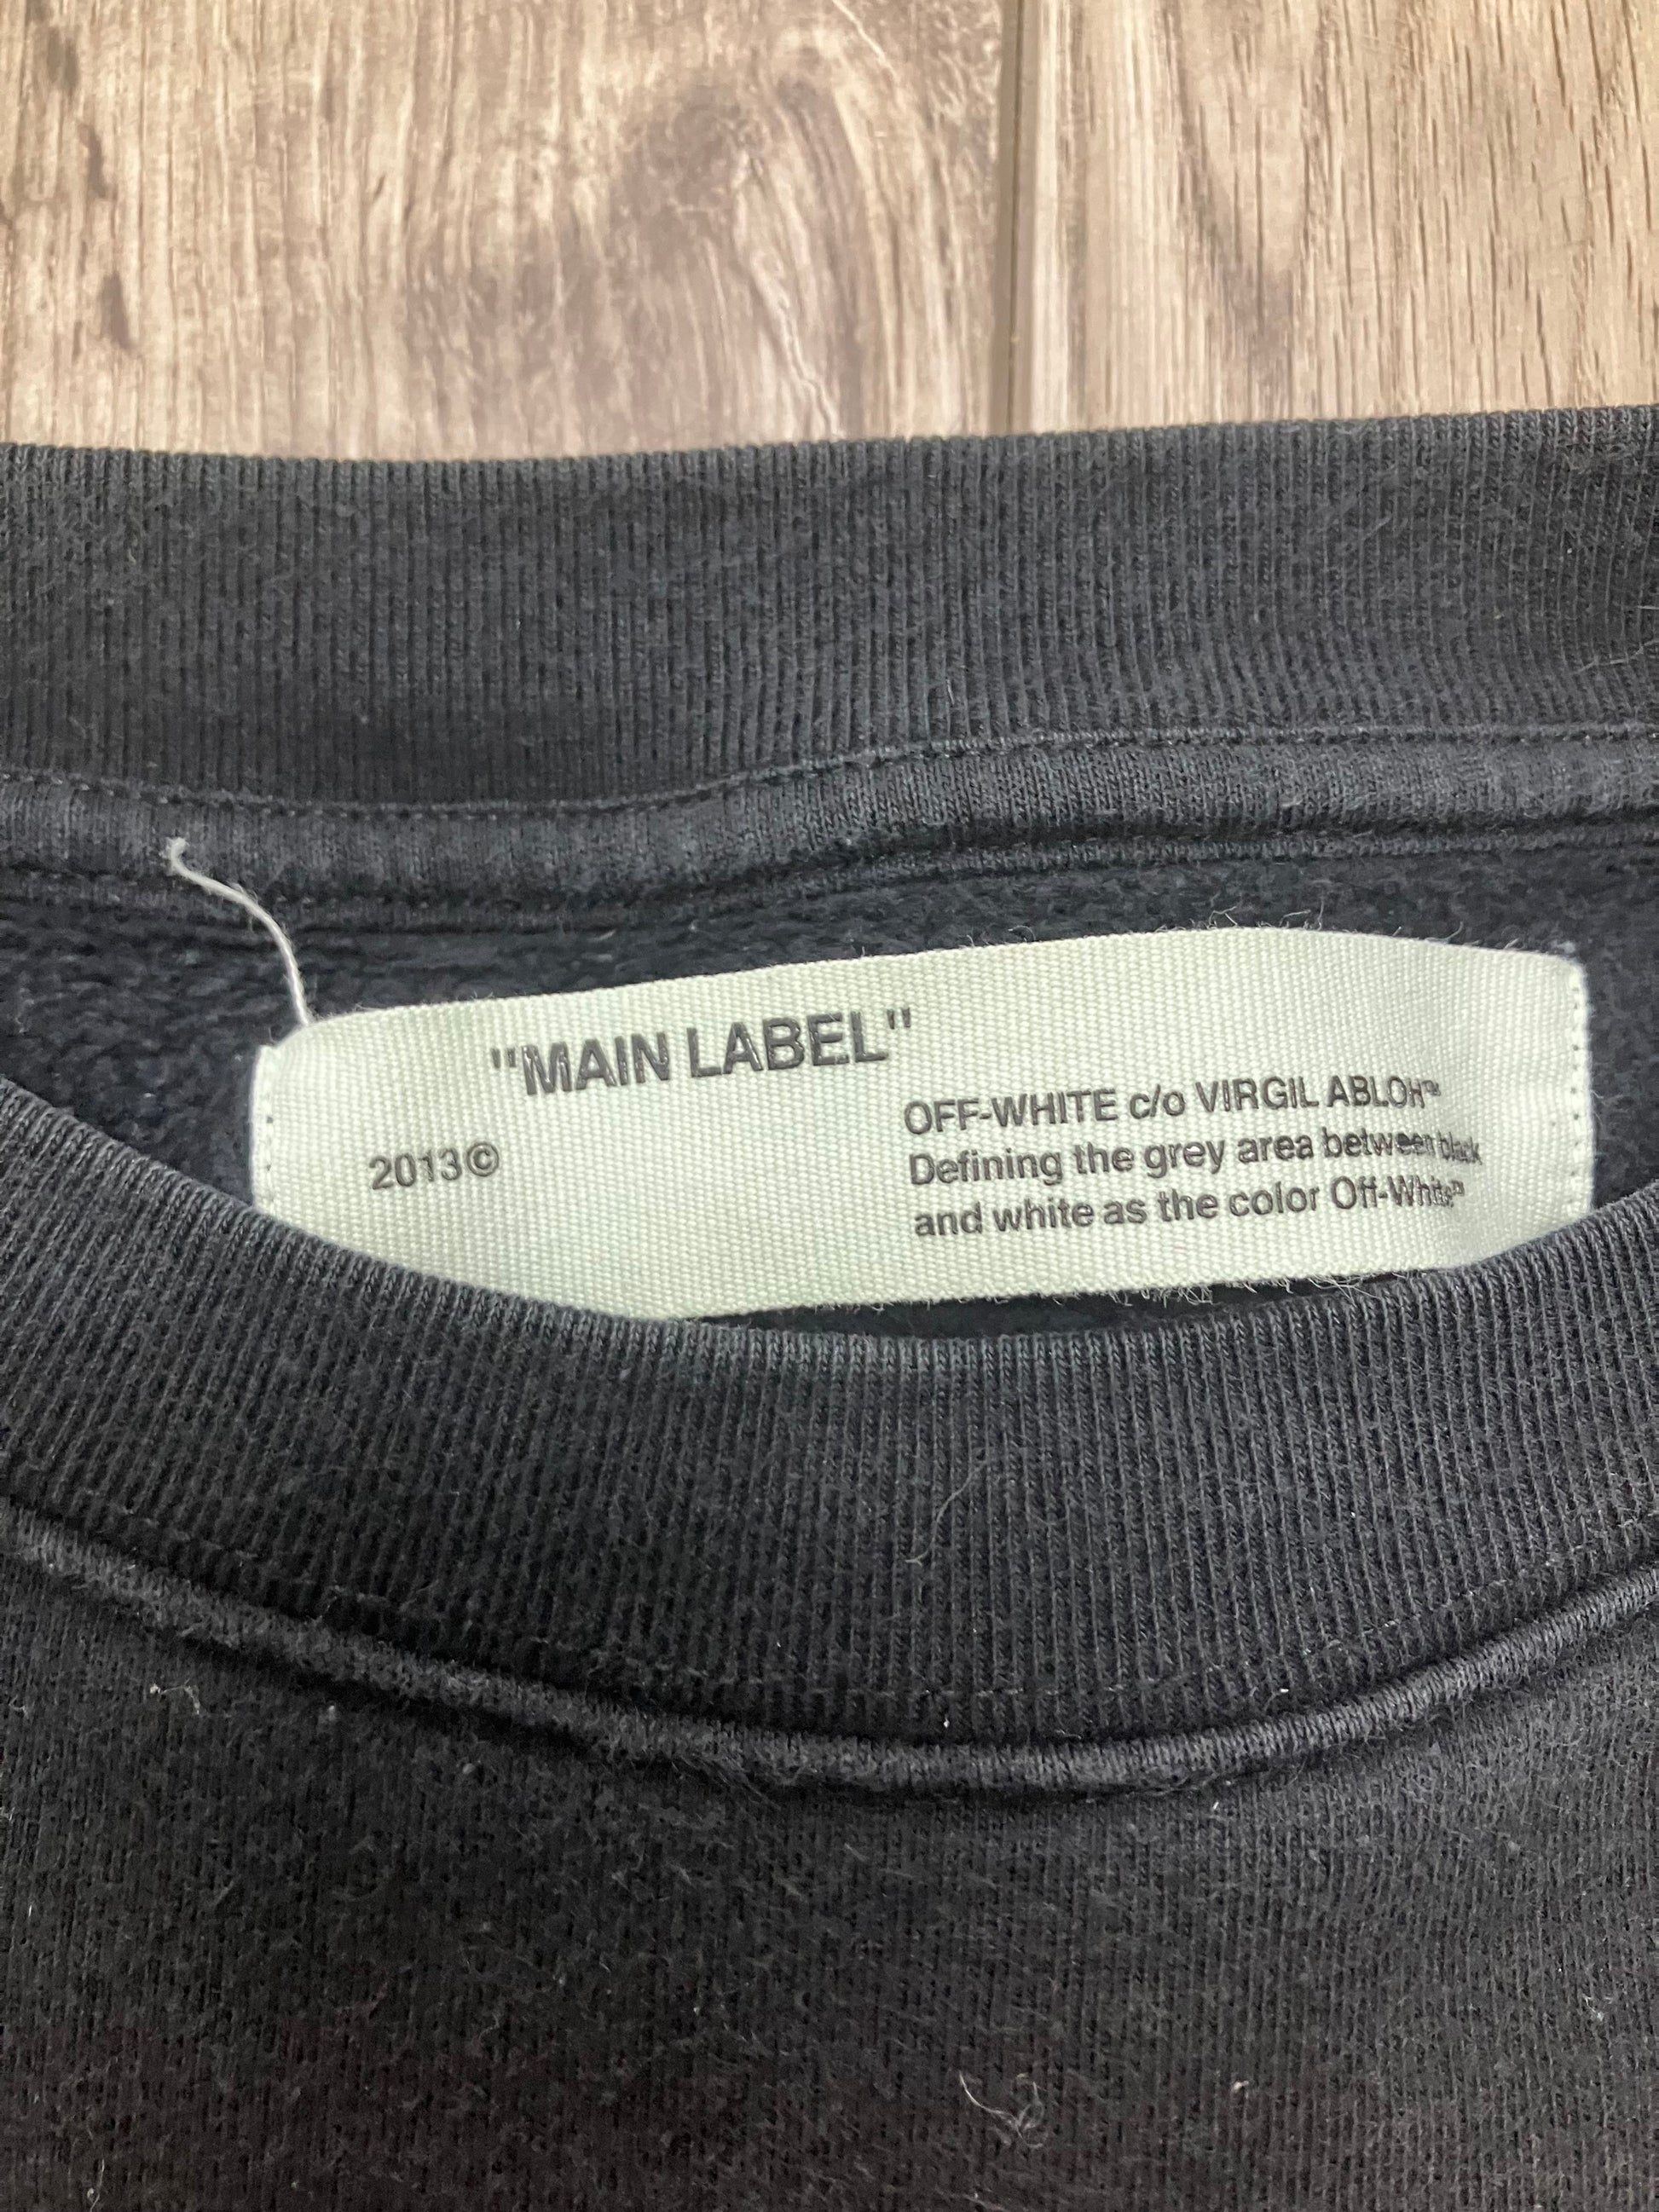 "MAIN LABEL"
2013©
OFF-WHITE c/o VIRGIL ABLOH™
Defining the grey area between black
and white as the color Off-White™